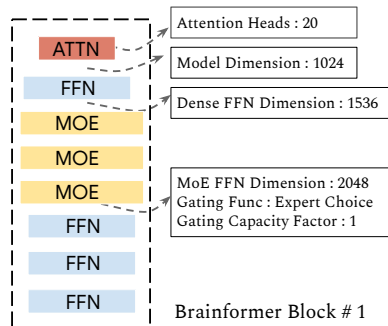 ATTN
Attention Heads : 20
Model Dimension : 1024
FFN
Dense FFN Dimension : 1536
MOE
MOE
MOE
MoE FFN Dimension : 2048
Gating Func : Expert Choice
Gating Capacity Factor : 1
FFN
FFN
FFN
Brainformer Block # 1